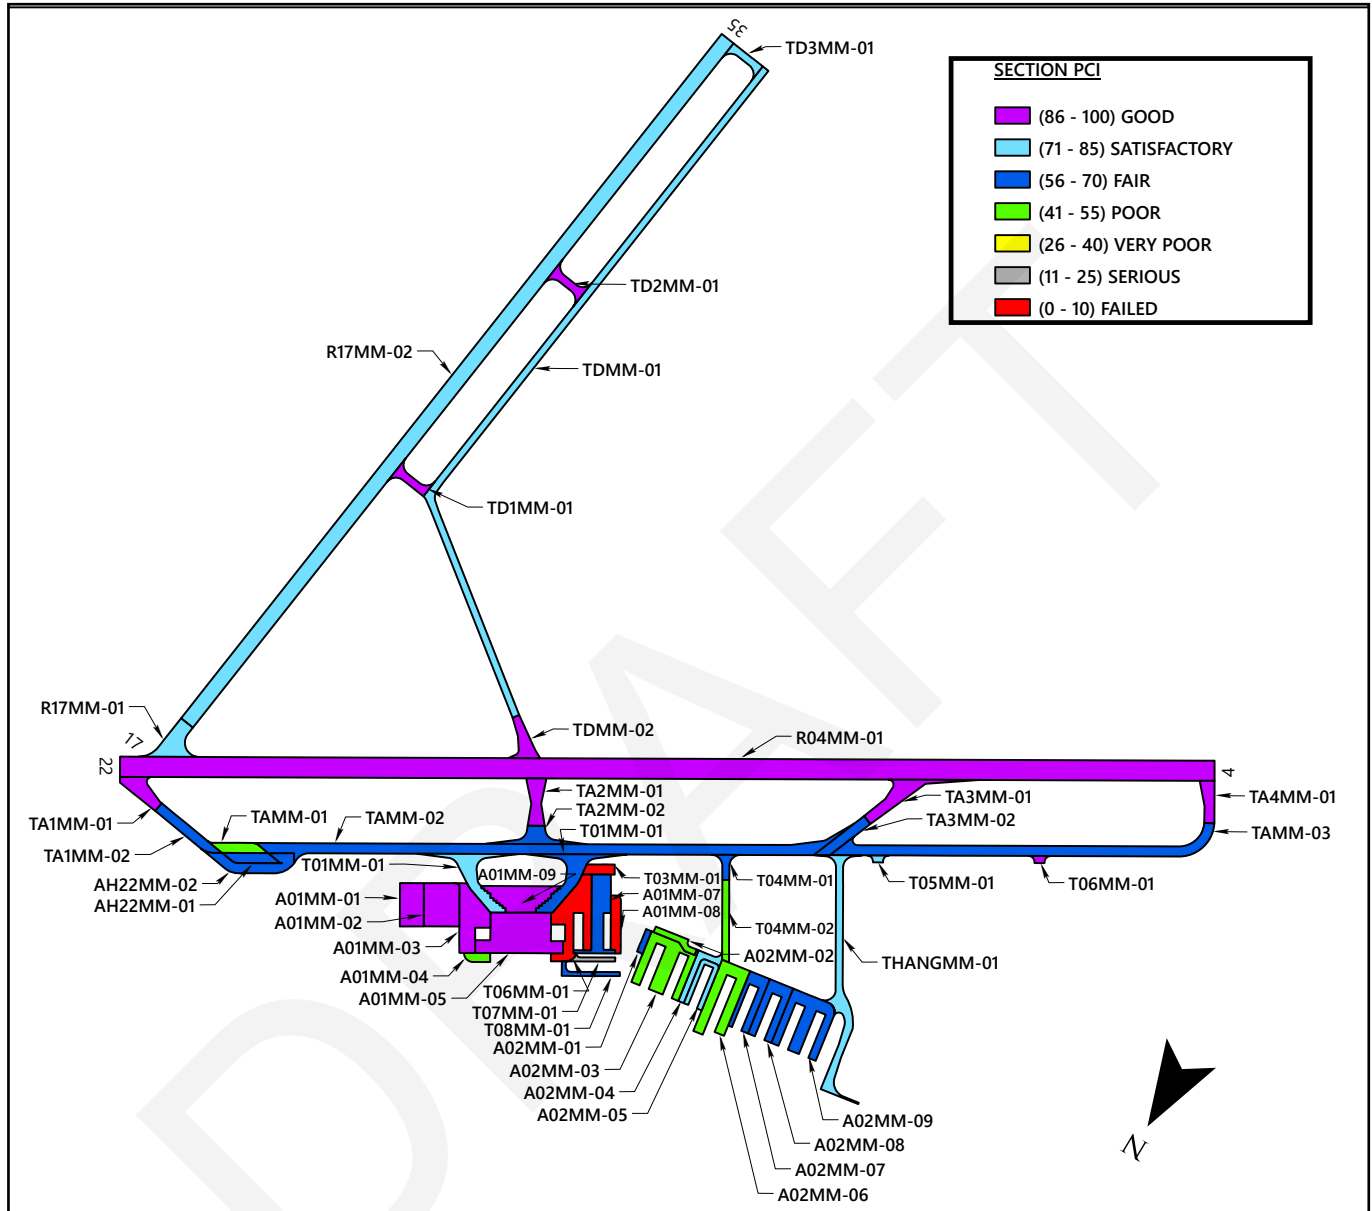 35
TD3MM-01
SECTION PCI
(86 - 100) GOOD
(71 - 85) SATISFACTORY
(56 - 70) FAIR
(41 - 55) POOR
(26 - 40) VERY POOR
(11 - 25) SERIOUS
(0 - 10) FAILED
TD2MM-01
R17MM-02
TDMM-01
TD1MM-01
R17MM-01
17
TDMM-02
R04MM-01
22
4
TA2MM-01
TA3MM-01
TA4MM-01
TA1MM-01
TAMM-01
TAMM-02
TA2MM-02
TA3MM-02
TAMM-03
T01MM-01
TA1MM-02
T01MM-01
A01MM-09
T03MM-01
T04MM-01
T05MM-01
T06MM-01
AH22MM-02
AH22MM-01
A01MM-01
A01MM-07
A01MM-08
A01MM-02
T04MM-02
A01MM-03
A02MM-02
THANGMM-01
A01MM-04
A01MM-05
T06MM-01
T07MM-01
T08MM-01
A02MM-01
A02MM-03
A02MM-04
A02MM-05
A02MM-09
A02MM-08
A02MM-07
A02MM-06
N
DRAFT